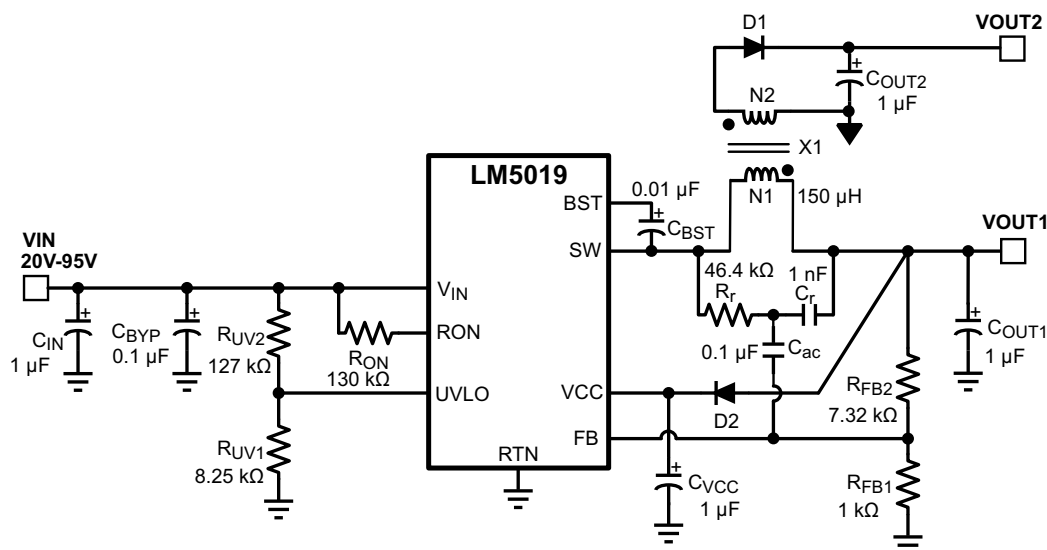 D1
VOUT2
+
COUT2
1 µF
N2
X1
LM5019
0.01 µF
BST
+
CBST
N1
150 µH
VOUT1
VIN
20V-95V
SW
46.4 kΩ
1 nF
Rr
Cr
VIN
+
CIN
1 µF
CBYP
+
0.1 µF
RUV2
127 kΩ
RON
RON
130 kΩ
0.1 µF
Cac
+
COUT1
1 µF
UVLO
VCC
D2
RFB2
7.32 kΩ
FB
RUV1
8.25 kΩ
RTN
+
CVCC
1 µF
RFB1
1 kΩ